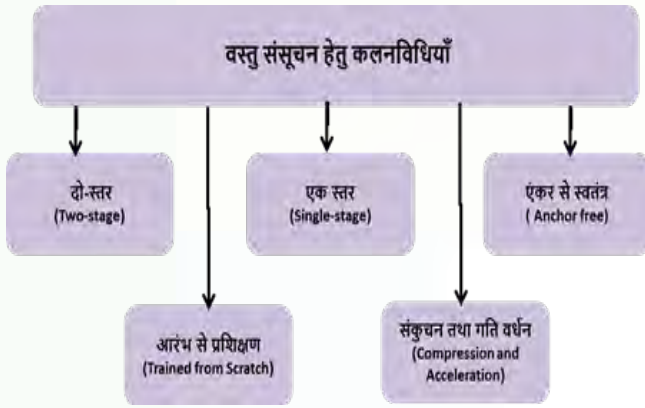 वस्तु संसूचन हेतु कलनविधियाँ
दो-स्तर
(Two-stage)
एक स्तर
(Single-stage)
एंकर से स्वतंत्र
( Anchor free)
आरंभ से प्रशिक्षण
(Trained from Scratch)
संकुचन तथा गति वर्धन
(Compression and
Acceleration)